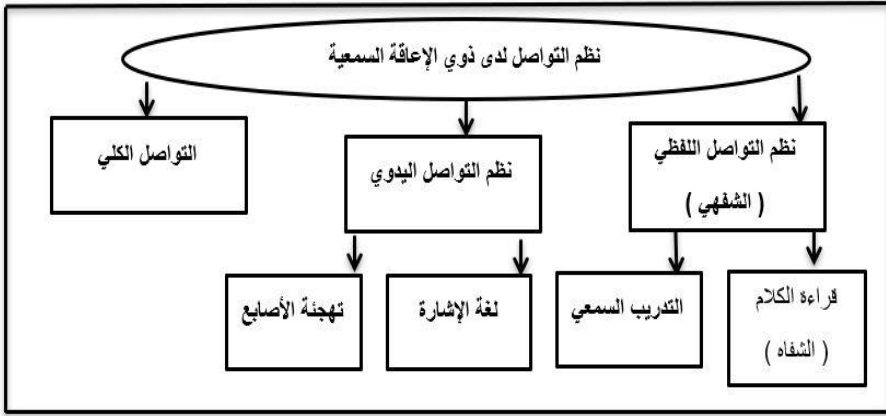 نظم التواصل لدى ذوي الإعاقة السمعية
نظم التواصل اللفظي
( الشفهي )
نظم التواصل اليدوي
التواصل الكلي
قراءة الكلام
( الشفاه )
التدريب السمعي
لغة الإشارة
تهجئة الأصابع